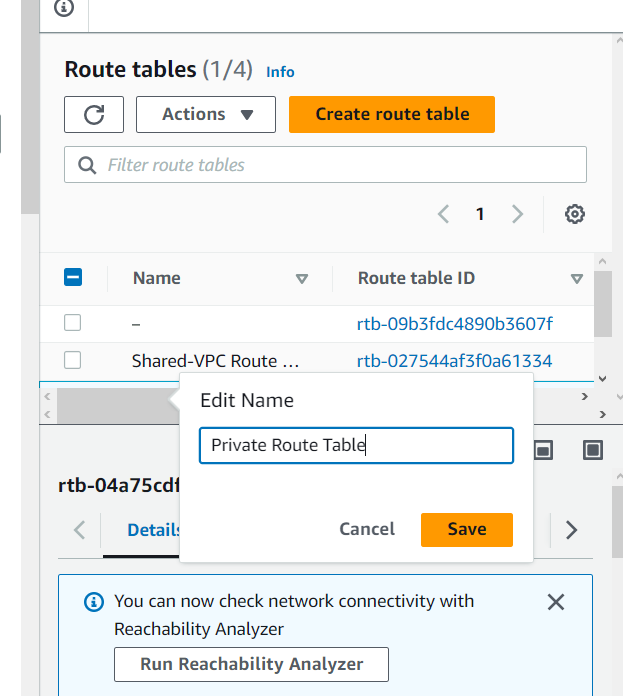 Route tables (1/4) Info
Actions
Create route table
Filter route tables
1
Name
Route table ID
–
rtb-09b3fdc4890b3607f
Shared-VPC Route ...
rtb-027544af3f0a61334
Edit Name
Private Route Table
Cancel
Save
rtb-04a75cdf
Details
You can now check network connectivity with
Reachability Analyzer
Run Reachability Analyzer